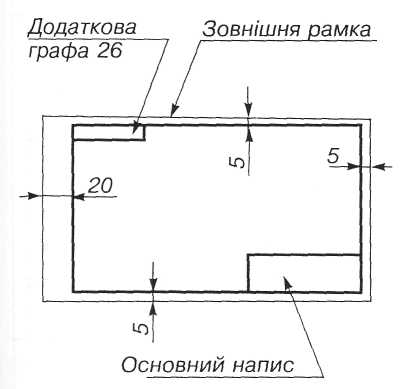 Додаткова
графа 26
Зовнішня рамка
5
5
20
5
Основний напис